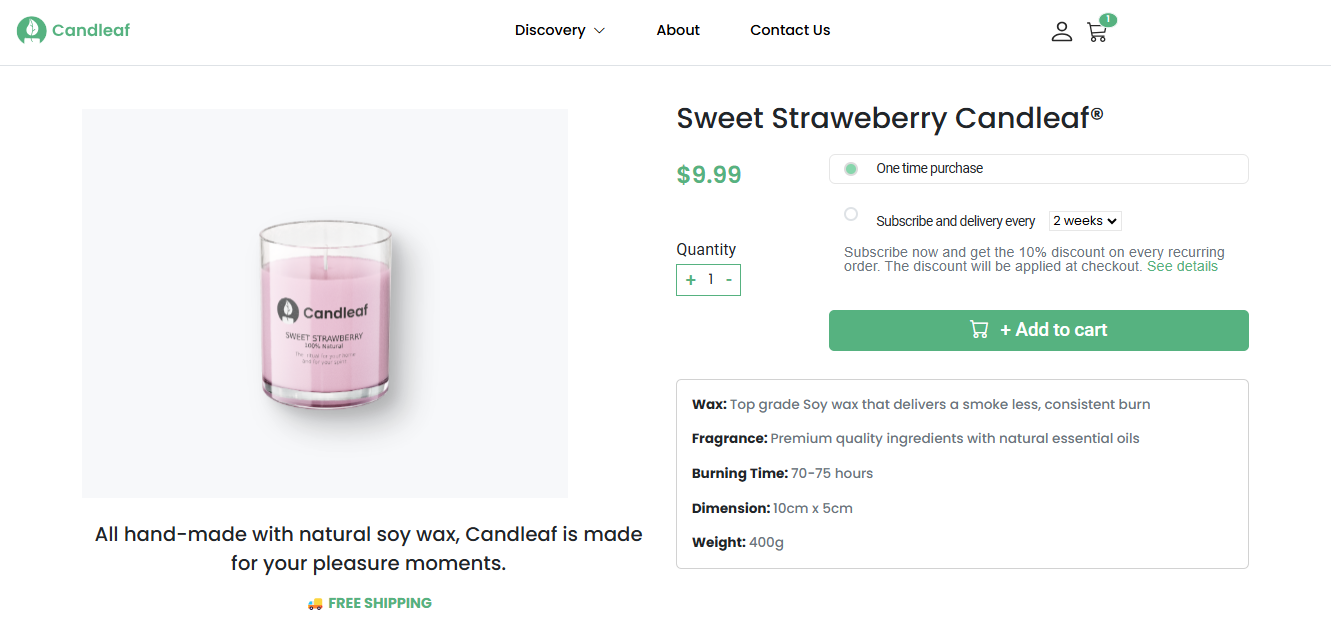 Candleaf
Discovery
About
Contact Us
1
Sweet Straweberry Candleaf®
$9.99
One time purchase
Subscribe and delivery every 2 weeks
Subscribe now and get the 10% discount on every recurring
order. The discount will be applied at checkout. See details
Quantity
+ 1 -
+ Add to cart
Candleaf
SWEET STRAWBERRY
100% Natural
Wax: Top grade Soy wax that delivers a smoke less, consistent burn
Fragrance: Premium quality ingredients with natural essential oils
Burning Time: 70-75 hours
Dimension: 10cm x 5cm
Weight: 400g
All hand-made with natural soy wax, Candleaf is made
for your pleasure moments.
FREE SHIPPING